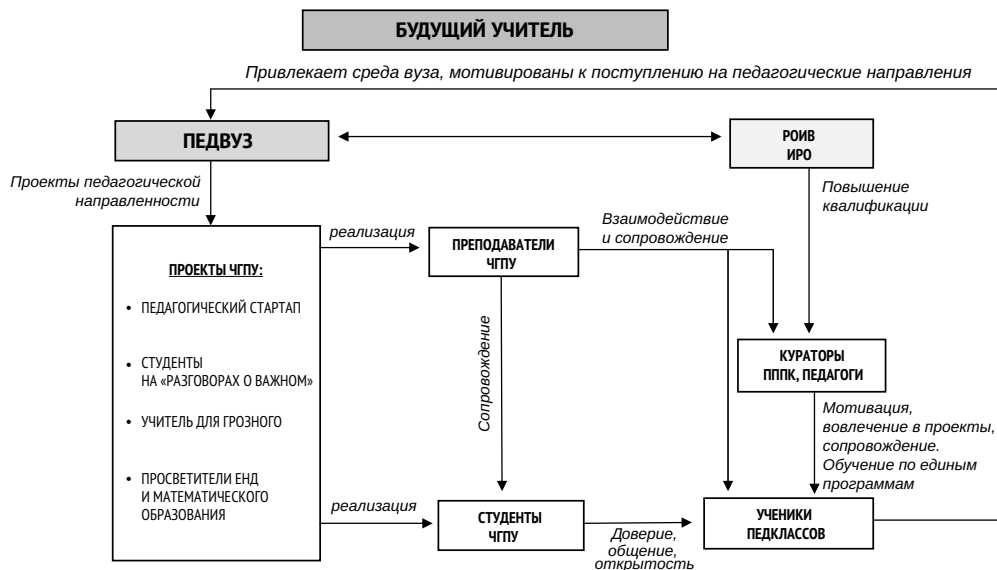 БУДУЩИЙ УЧИТЕЛЬ
Привлекает среда вуза, мотивированы к поступлению на педагогические направления
ПЕДВУЗ
РОИВ
ИРО
Проекты педагогической
направленности
Повышение
квалификации
ПРОЕКТЫ ЧГПУ:
• ПЕДАГОГИЧЕСКИЙ СТАРТАП
• СТУДЕНТЫ
НА «РАЗГОВОРАХ О ВАЖНОМ»
• УЧИТЕЛЬ ДЛЯ ГРОЗНОГО
• ПРОСВЕТИТЕЛИ ЕНД
И МАТЕМАТИЧЕСКОГО
ОБРАЗОВАНИЯ
реализация
ПРЕПОДАВАТЕЛИ
ЧГПУ
Взаимодействие
и сопровождение
Сопровождение
КУРАТОРЫ
ПППК, ПЕДАГОГИ
Мотивация,
вовлечение в проекты,
сопровождение.
Обучение по единым
программам
реализация
СТУДЕНТЫ
ЧГПУ
Доверие,
общение,
открытость
УЧЕНИКИ
ПЕДКЛАССОВ